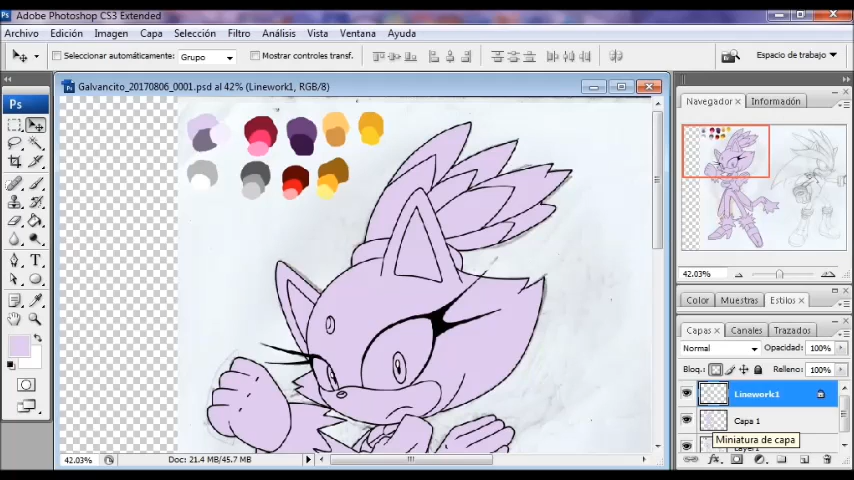 Adobe Photoshop CS3 Extended
Archivo Edición Imagen Capa Selección Filtro Análisis Vista Ventana Ayuda
Seleccionar automáticamente: Grupo Mostrar controles transf. Espacio de trabajo
Ps
Galvancito_20170806_0001.psd al 42% (Linework1, RGB/8)
Navegador Información
42.03%
Color Muestras Estilos
Capas Canales Trazados
Normal Opacidad: 100%
Bloq.: Relleno: 100%
Linework1
Capa 1
Miniatura de capa
Layer1
42.03% Doc: 21.4 MB/45.7 MB